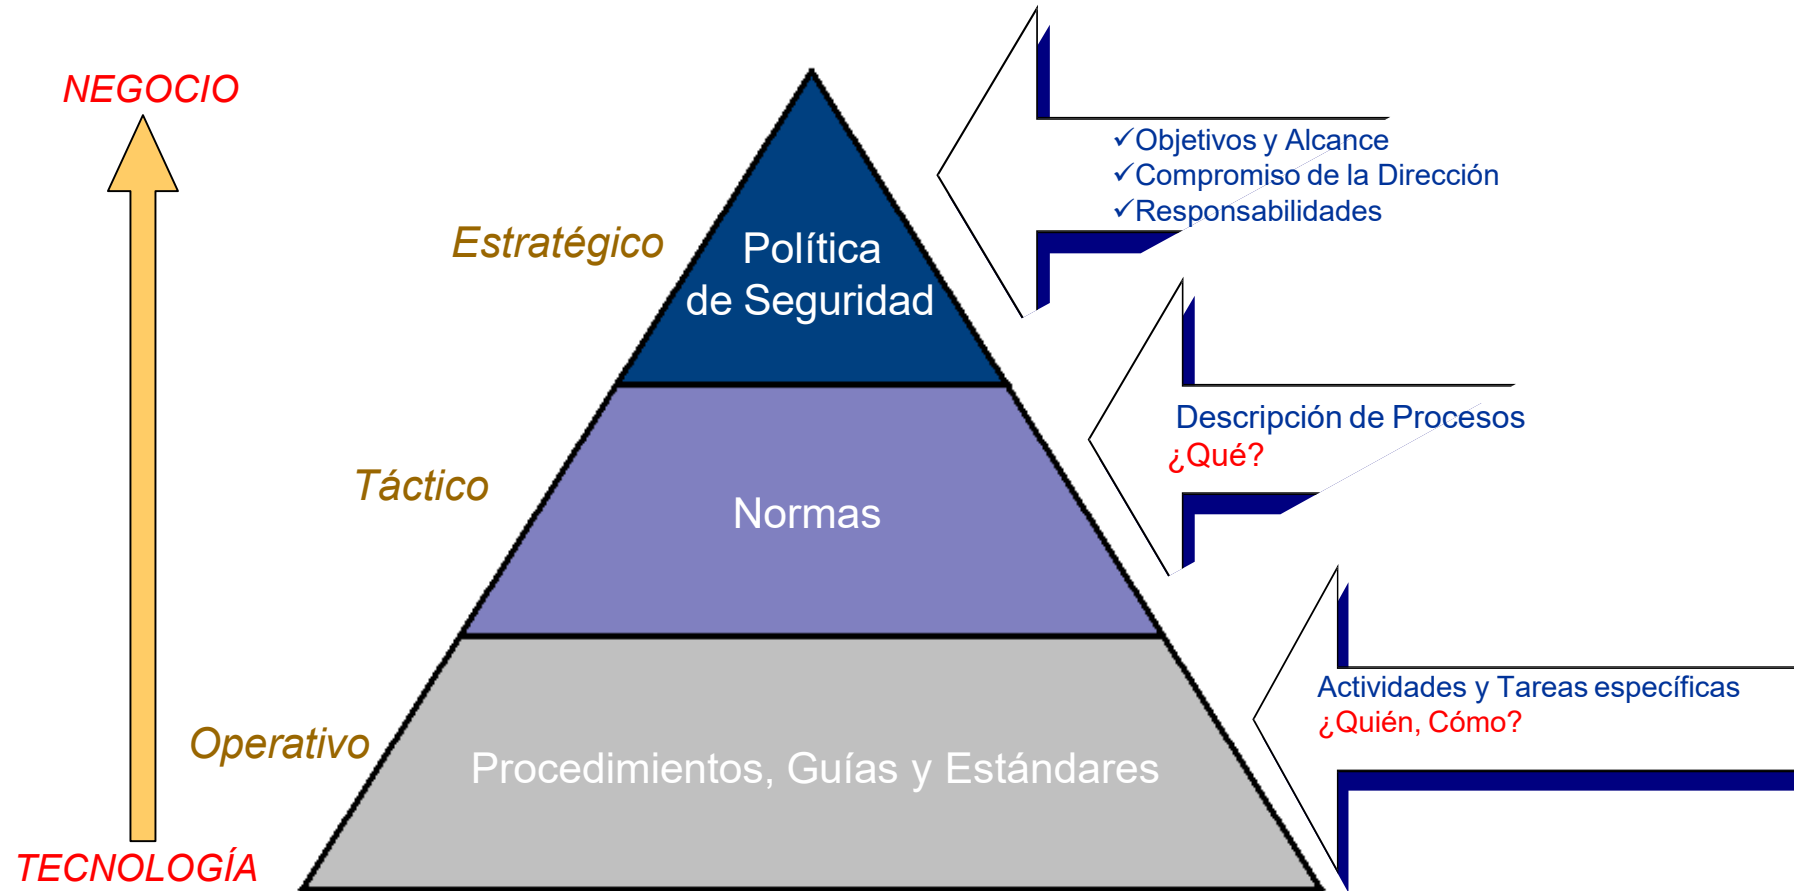 NEGOCIO
Objetivos y Alcance
Compromiso de la Dirección
Responsabilidades
Estratégico
Política
de Seguridad
Descripción de Procesos
¿Qué?
Táctico
Normas
Actividades y Tareas específicas
¿Quién, Cómo?
Operativo
Procedimientos, Guías y Estándares
TECNOLOGÍA